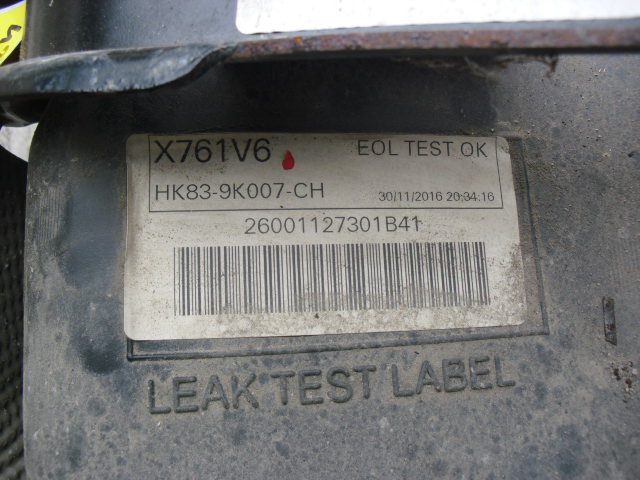 X761V6 EOL TEST OK
HK83-9K007-CH 30/11/2016 20:34:16
26001127301B41
LEAK TEST LABEL